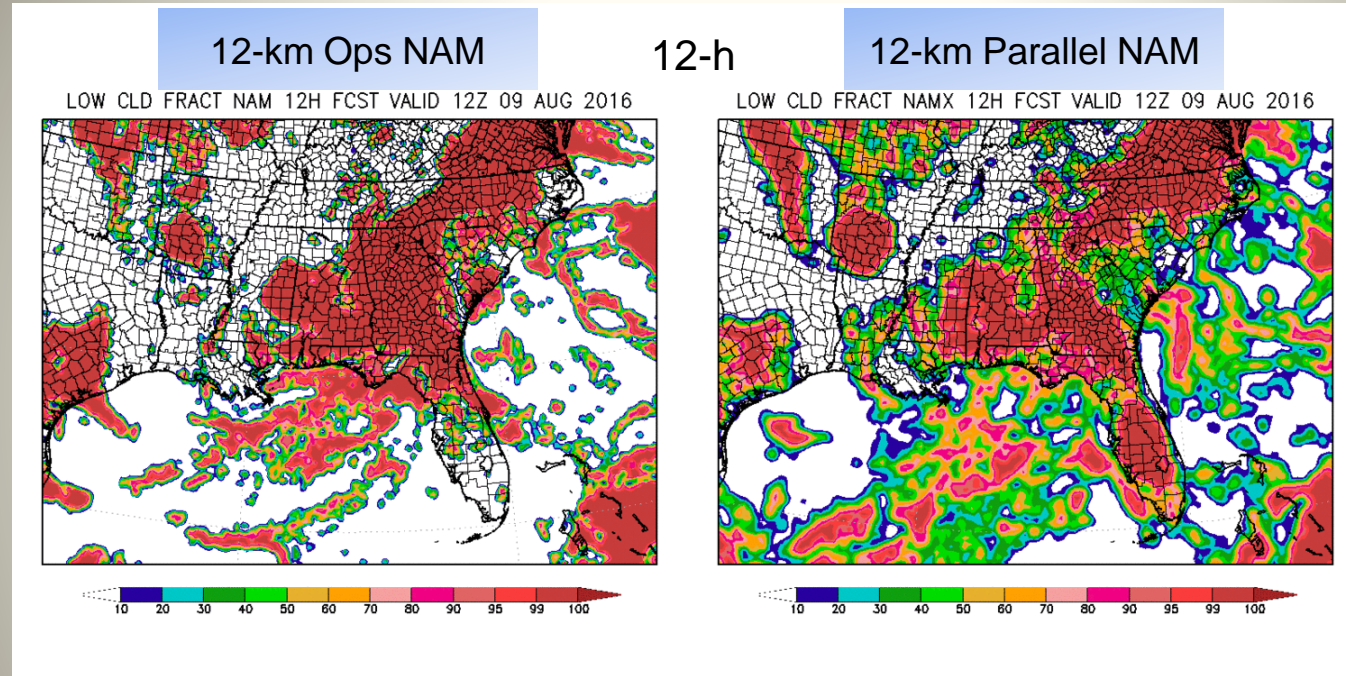 12-km Ops NAM
12-h
12-km Parallel NAM
LOW CLD FRACT NAM 12H FCST VALID 12Z 09 AUG 2016
LOW CLD FRACT NAMX 12H FCST VALID 12Z 09 AUG 2016
10 20 30 40 50 60 70 80 90 95 99 100
10 20 30 40 50 60 70 80 90 95 99 100